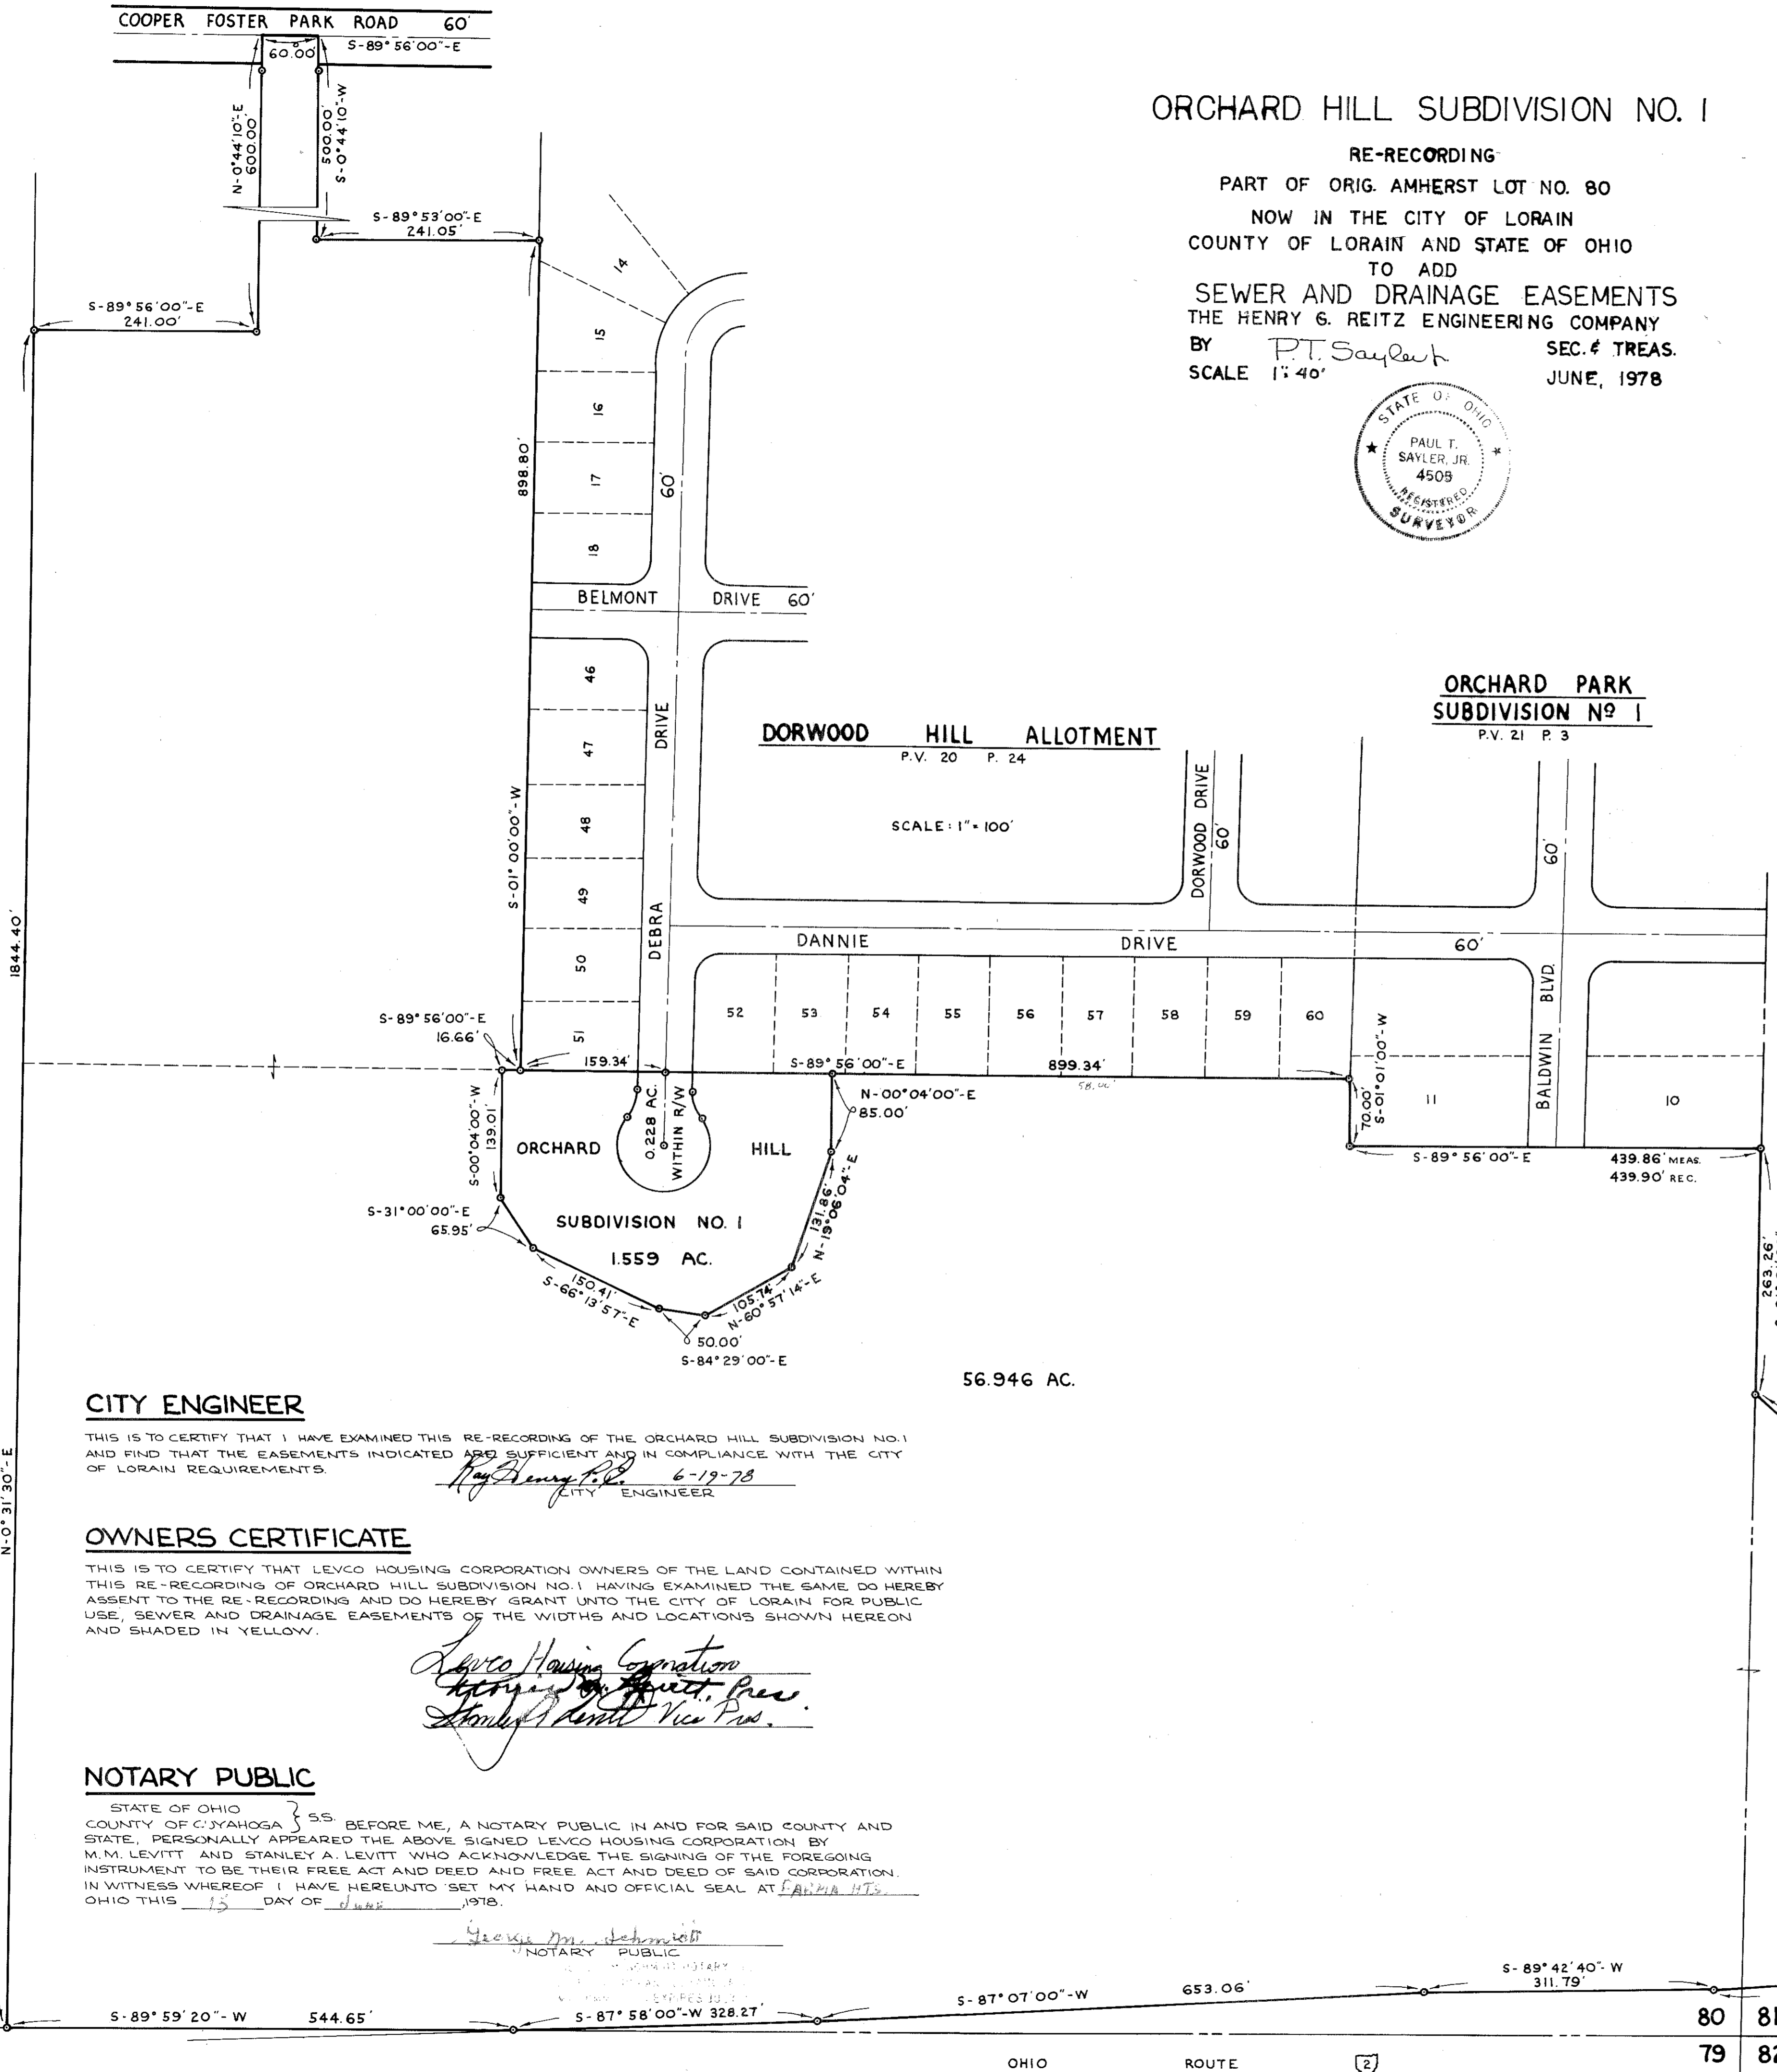 COOPER FOSTER PARK ROAD 60'
60.00'
S-89°56'00"-E
N-0°44'10"-E
600.00'
500.00'
S-0°44'10"-W
S-89°53'00"-E
241.05'
S-89°56'00"-E
241.00'
ORCHARD HILL SUBDIVISION NO. 1
RE-RECORDING
PART OF ORIG. AMHERST LOT NO. 80
NOW IN THE CITY OF LORAIN
COUNTY OF LORAIN AND STATE OF OHIO
TO ADD
SEWER AND DRAINAGE EASEMENTS
THE HENRY G. REITZ ENGINEERING COMPANY
BY P.T. Sayler Jr. SEC. & TREAS.
SCALE 1": 40' JUNE, 1978
STATE OF OHIO
PAUL T.
SAYLER, JR.
4505
REGISTERED
SURVEYOR
14
15
16
17
18
60'
898.80'
BELMONT DRIVE 60'
46
47
48
49
50
51
DEBRA DRIVE
S-01°00'00"-W
1844.40'
N-0°31'30"-E
DORWOOD HILL ALLOTMENT
P.V. 20 P. 24
SCALE: 1"=100'
ORCHARD PARK
SUBDIVISION Nº 1
P.V. 21 P. 3
DORWOOD DRIVE
60'
60'
DANNIE DRIVE 60'
BALDWIN BLVD.
52 53 54 55 56 57 58 59 60
11
10
S-89°56'00"-E
16.66'
159.34'
S-89°56'00"-E 899.34'
N-00°04'00"-E
85.00'
70.00'
S-01°01'00"-W
S-89°56'00"-E
439.86' MEAS.
439.90' REC.
263.26'
S-00°04'00"-W
139.01'
0.228 AC.
WITHIN R/W
ORCHARD HILL
SUBDIVISION NO. 1
1.559 AC.
S-31°00'00"-E
65.95'
150.41'
S-66°13'57"-E
50.00'
S-84°29'00"-E
105.74'
N-60°57'14"-E
131.86'
N-19°06'04"-E
56.946 AC.
CITY ENGINEER
THIS IS TO CERTIFY THAT I HAVE EXAMINED THIS RE-RECORDING OF THE ORCHARD HILL SUBDIVISION NO.1
AND FIND THAT THE EASEMENTS INDICATED ARE SUFFICIENT AND IN COMPLIANCE WITH THE CITY
OF LORAIN REQUIREMENTS.
Ray Henry P.E. 6-19-78
CITY ENGINEER
OWNERS CERTIFICATE
THIS IS TO CERTIFY THAT LEVCO HOUSING CORPORATION OWNERS OF THE LAND CONTAINED WITHIN
THIS RE-RECORDING OF ORCHARD HILL SUBDIVISION NO.1 HAVING EXAMINED THE SAME DO HEREBY
ASSENT TO THE RE-RECORDING AND DO HEREBY GRANT UNTO THE CITY OF LORAIN FOR PUBLIC
USE, SEWER AND DRAINAGE EASEMENTS OF THE WIDTHS AND LOCATIONS SHOWN HEREON
AND SHADED IN YELLOW.
Levco Housing Corporation
Levitt, Pres.
Stanley A Levitt Vice Pres.
NOTARY PUBLIC
STATE OF OHIO
COUNTY OF CUYAHOGA } S.S. BEFORE ME, A NOTARY PUBLIC IN AND FOR SAID COUNTY AND
STATE, PERSONALLY APPEARED THE ABOVE SIGNED LEVCO HOUSING CORPORATION BY
M.M. LEVITT AND STANLEY A. LEVITT WHO ACKNOWLEDGE THE SIGNING OF THE FOREGOING
INSTRUMENT TO BE THEIR FREE ACT AND DEED AND FREE ACT AND DEED OF SAID CORPORATION.
IN WITNESS WHEREOF I HAVE HEREUNTO SET MY HAND AND OFFICIAL SEAL AT PARMA HTS.
OHIO THIS 15 DAY OF June, 1978.
George M. Schmidt
NOTARY PUBLIC
S-89°59'20"-W 544.65'
S-87°58'00"-W 328.27'
S-87°07'00"-W 653.06'
S-89°42'40"-W
311.79'
80 81
79 82
OHIO ROUTE 2